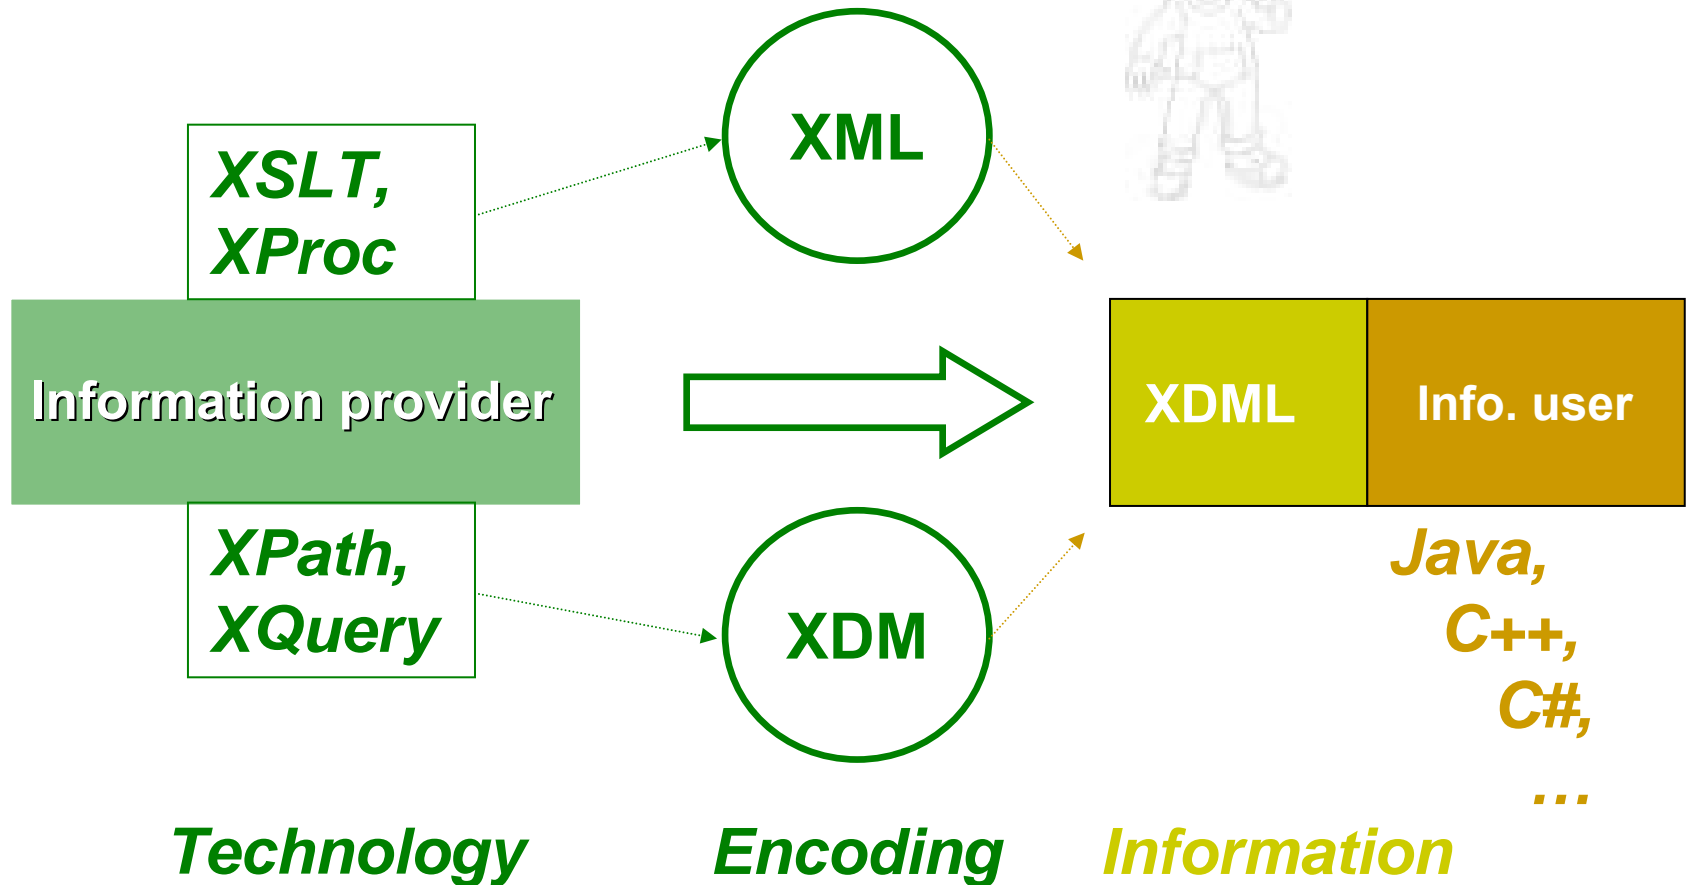 XML
XSLT,
XProc
Information provider
XDML
Info. user
XPath,
XQuery
XDM
Java,
C++,
C#,
…
Technology
Encoding
Information